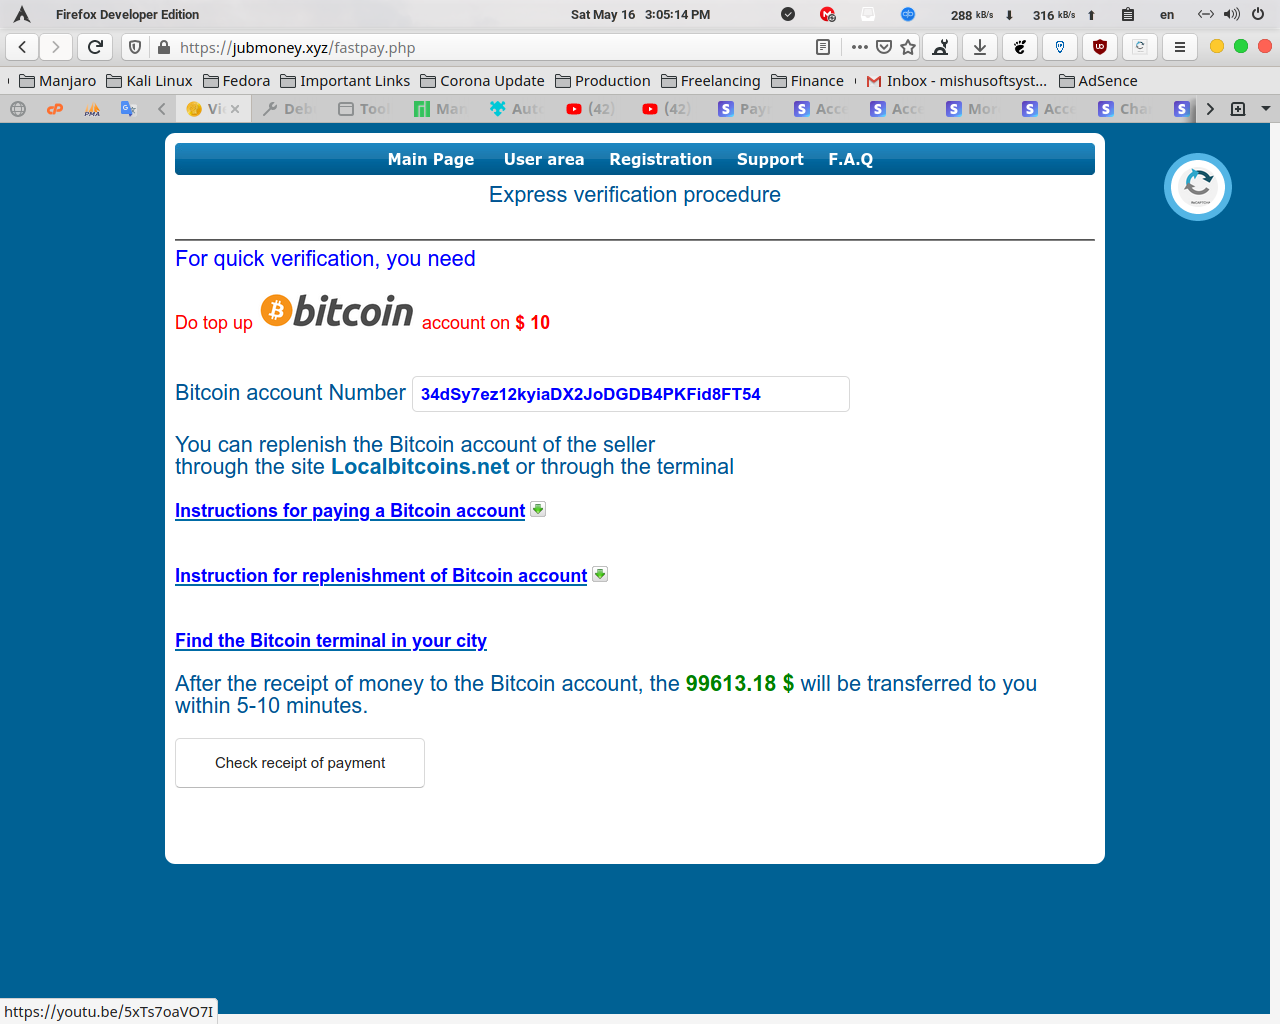 Firefox Developer Edition
Sat May 16 3:05:14 PM
288 kB/s 316 kB/s en
https://jubmoney.xyz/fastpay.php
Manjaro Kali Linux Fedora Important Links Corona Update Production Freelancing Finance Inbox - mishusoftsyst... AdSence
PMA Vi Deb Too Man Auto (42) (42) Pay Acce Acce Mor Acce Cha
Main Page User area Registration Support F.A.Q
Express verification procedure
For quick verification, you need
Do top up bitcoin account on $ 10
Bitcoin account Number 34dSy7ez12kyiaDX2JoDGDB4PKFid8FT54
You can replenish the Bitcoin account of the seller
through the site Localbitcoins.net or through the terminal
Instructions for paying a Bitcoin account
Instruction for replenishment of Bitcoin account
Find the Bitcoin terminal in your city
After the receipt of money to the Bitcoin account, the 99613.18 $ will be transferred to you
within 5-10 minutes.
Check receipt of payment
https://youtu.be/5xTs7oaVO7I